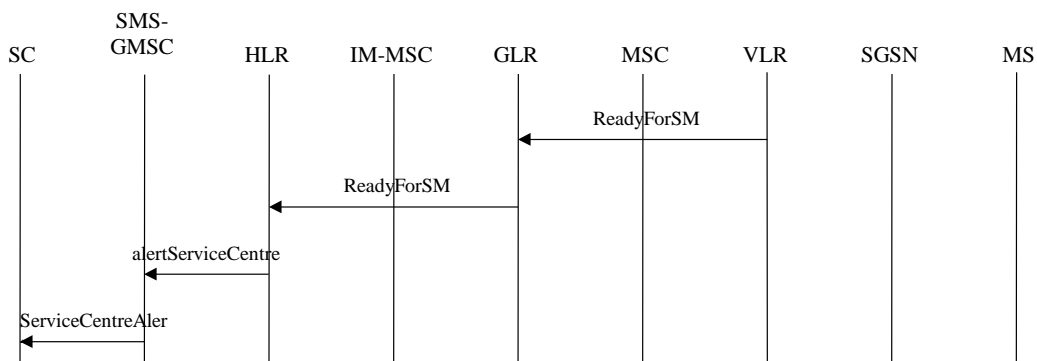 SMS-
GMSC
SC HLR IM-MSC GLR MSC VLR SGSN MS
ReadyForSM
ReadyForSM
alertServiceCentre
ServiceCentreAler